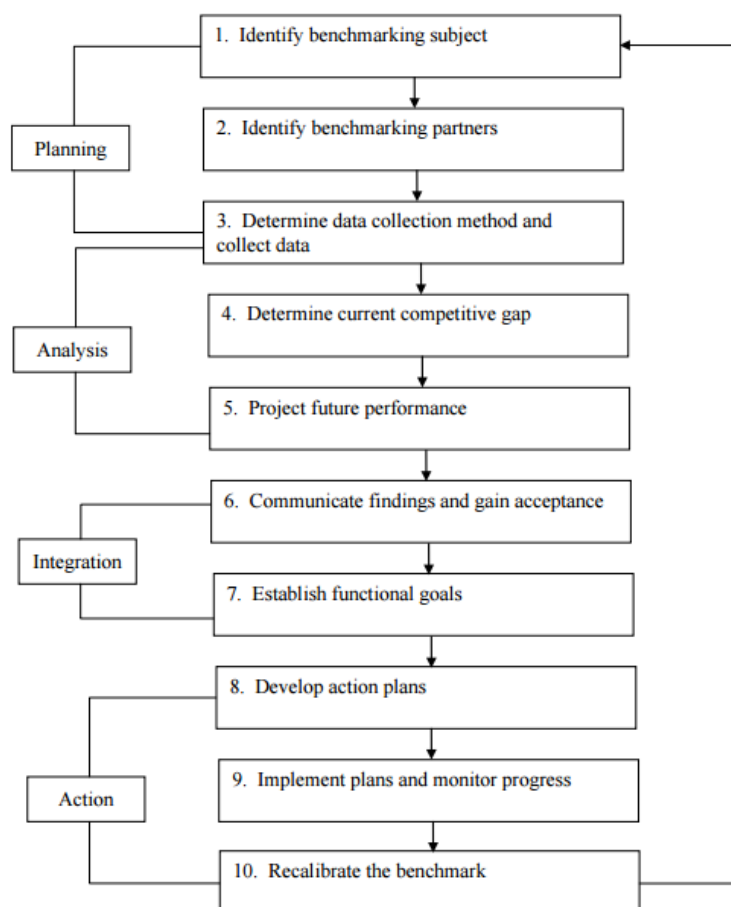 1. Identify benchmarking subject
2. Identify benchmarking partners
Planning
3. Determine data collection method and
collect data
4. Determine current competitive gap
Analysis
5. Project future performance
6. Communicate findings and gain acceptance
Integration
7. Establish functional goals
8. Develop action plans
9. Implement plans and monitor progress
Action
10. Recalibrate the benchmark